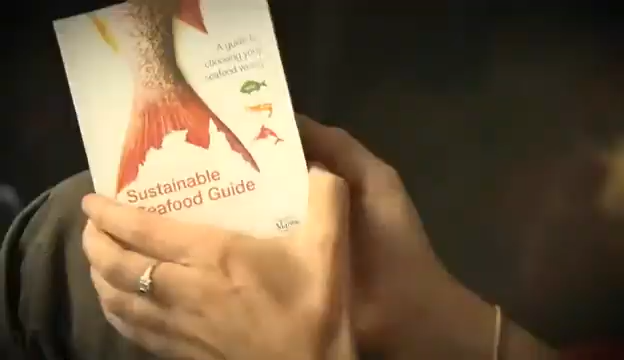 A guide to
choosing your
seafood wisely
Sustainable
Seafood Guide